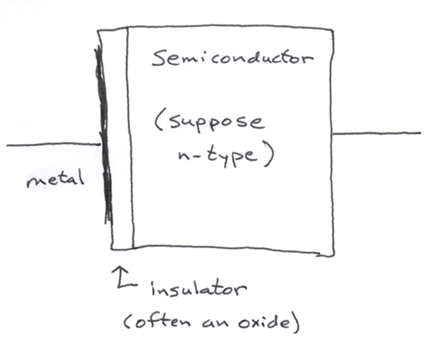 Semiconductor
(suppose
n-type)
metal
insulator
(often an oxide)